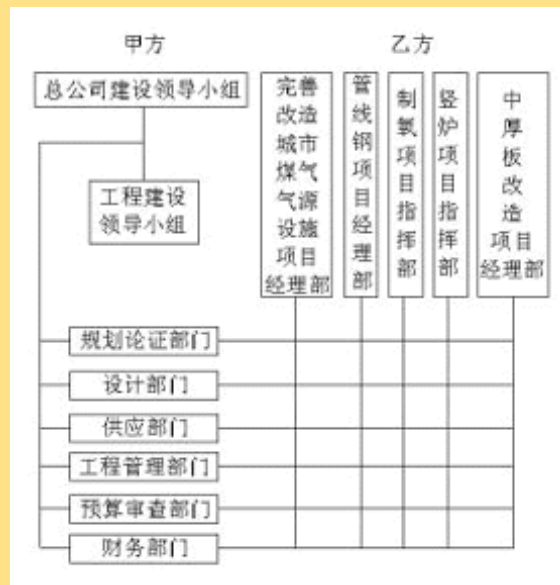 甲方
乙方
总公司建设领导小组
工程建设
领导小组
完善
改造
城市
煤气
气源
设施
项目
经理部
管线钢项目经理部
制氧项目指挥部
竖炉项目指挥部
中厚板改造
项目
经理部
规划论证部门
设计部门
供应部门
工程管理部门
预算审查部门
财务部门